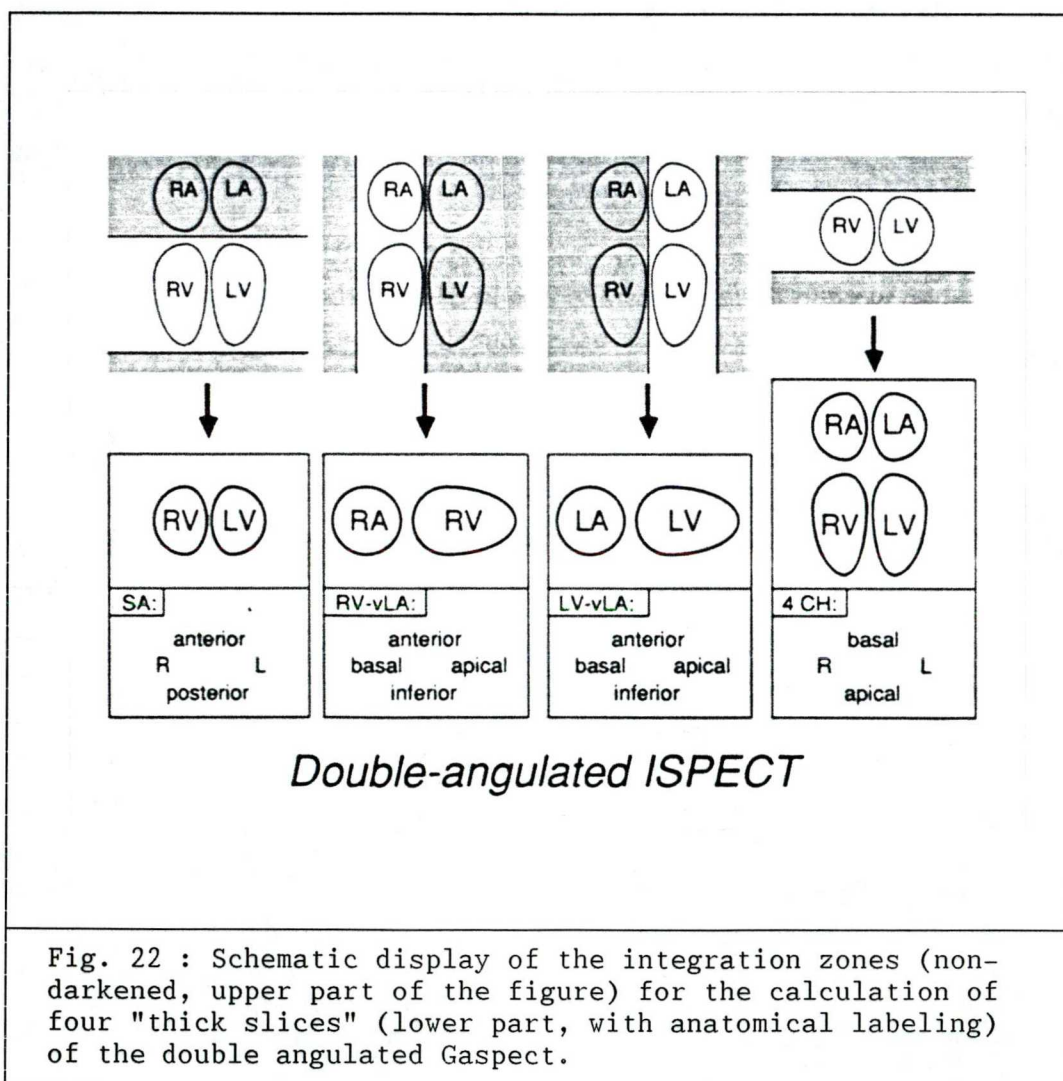 RA LA RA LA RA LA
RV LV
RV LV RV LV RV LV
RA LA
RV LV RA RV LA LV
RV LV
SA: RV-vLA: LV-vLA: 4 CH:
anterior anterior anterior basal
R L basal apical basal apical R L
posterior inferior inferior apical
Double-angulated ISPECT
Fig. 22 : Schematic display of the integration zones (non-
darkened, upper part of the figure) for the calculation of
four "thick slices" (lower part, with anatomical labeling)
of the double angulated Gaspect.